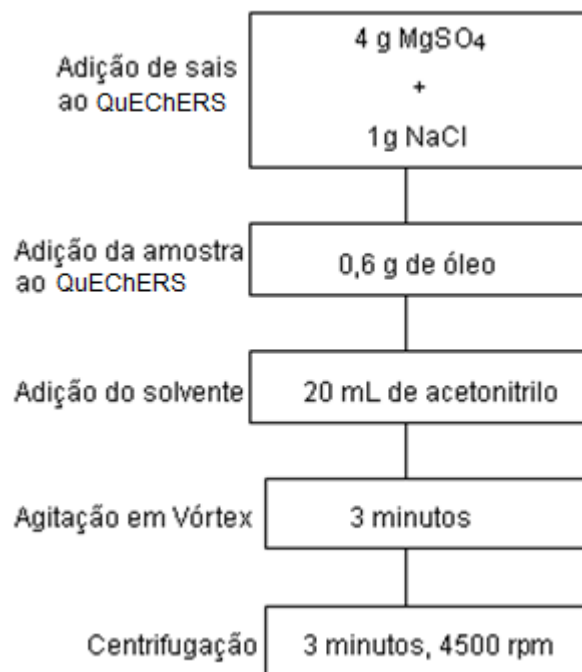 Adição de sais
ao QuEChERS
4 g MgSO₄
+
1g NaCl
Adição da amostra
ao QuEChERS
0,6 g de óleo
Adição do solvente
20 mL de acetonitrilo
Agitação em Vórtex
3 minutos
Centrifugação
3 minutos, 4500 rpm